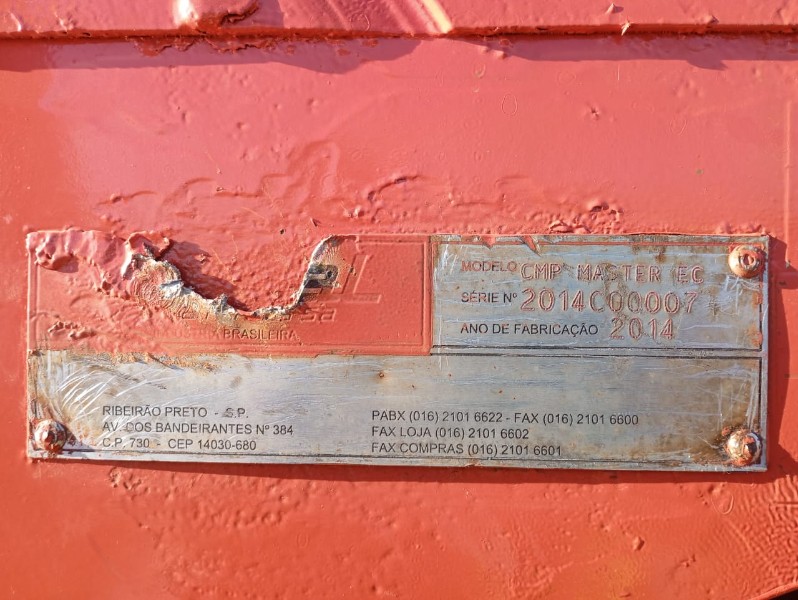 BRASILEIRA
MODELO CMP MASTER EC
SÉRIE Nº 2014C00007
ANO DE FABRICAÇÃO 2014
RIBEIRÃO PRETO - S.P.
AV. DOS BANDEIRANTES Nº 384
C.P. 730 - CEP 14030-680
PABX (016) 2101 6622 - FAX (016) 2101 6600
FAX LOJA (016) 2101 6602
FAX COMPRAS (016) 2101 6601